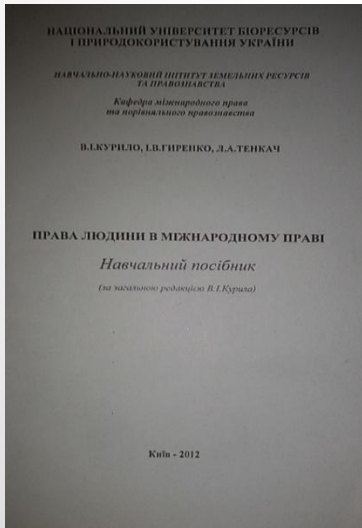 НАЦІОНАЛЬНИЙ УНІВЕРСИТЕТ БІОРЕСУРСІВ
І ПРИРОДОКОРИСТУВАННЯ УКРАЇНИ
НАВЧАЛЬНО-НАУКОВИЙ ІНТИТУТ ЗЕМЕЛЬНИХ РЕСУРСІВ
ТА ПРАВОЗНАВСТВА
Кафедра міжнародного права
та порівняльного правознавства
В.І.КУРИЛО, І.В.ГИРЕНКО, Л.А.ТЕНКАЧ
ПРАВА ЛЮДИНИ В МІЖНАРОДНОМУ ПРАВІ
Навчальний посібник
(за загальною редакцією В.І.Курила)
Київ - 2012